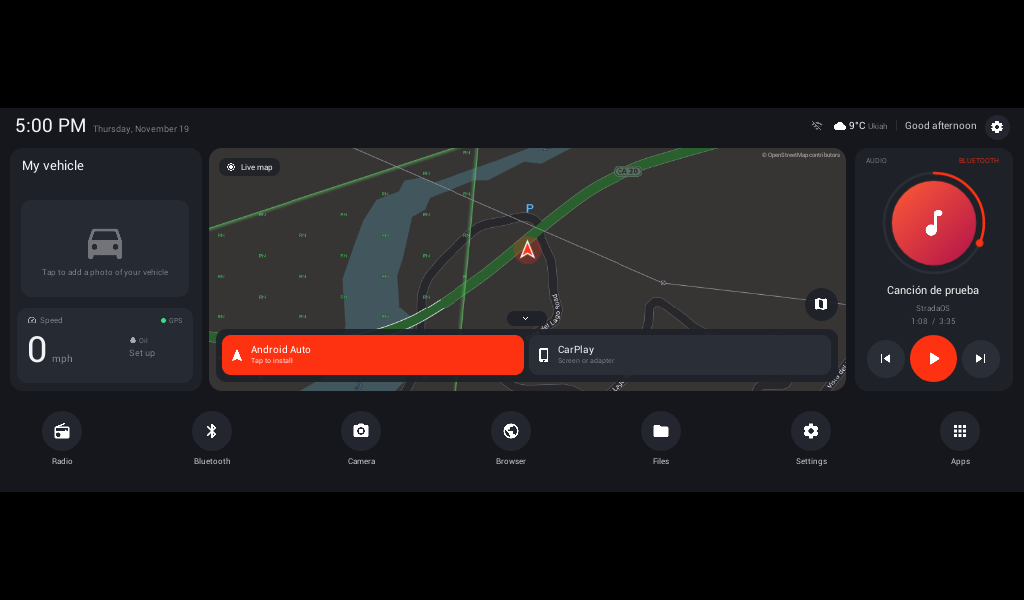 5:00 PM Thursday, November 19
9°C Ukiah
Good afternoon
My vehicle
Tap to add a photo of your vehicle
Speed
GPS
0 mph
Oil
Set up
Live map
© OpenStreetMap contributors
CA 20
P
Android Auto
Tap to install
CarPlay
Screen or adapter
AUDIO
BLUETOOTH
Canción de prueba
StradaOS
1:08 / 3:35
Radio
Bluetooth
Camera
Browser
Files
Settings
Apps